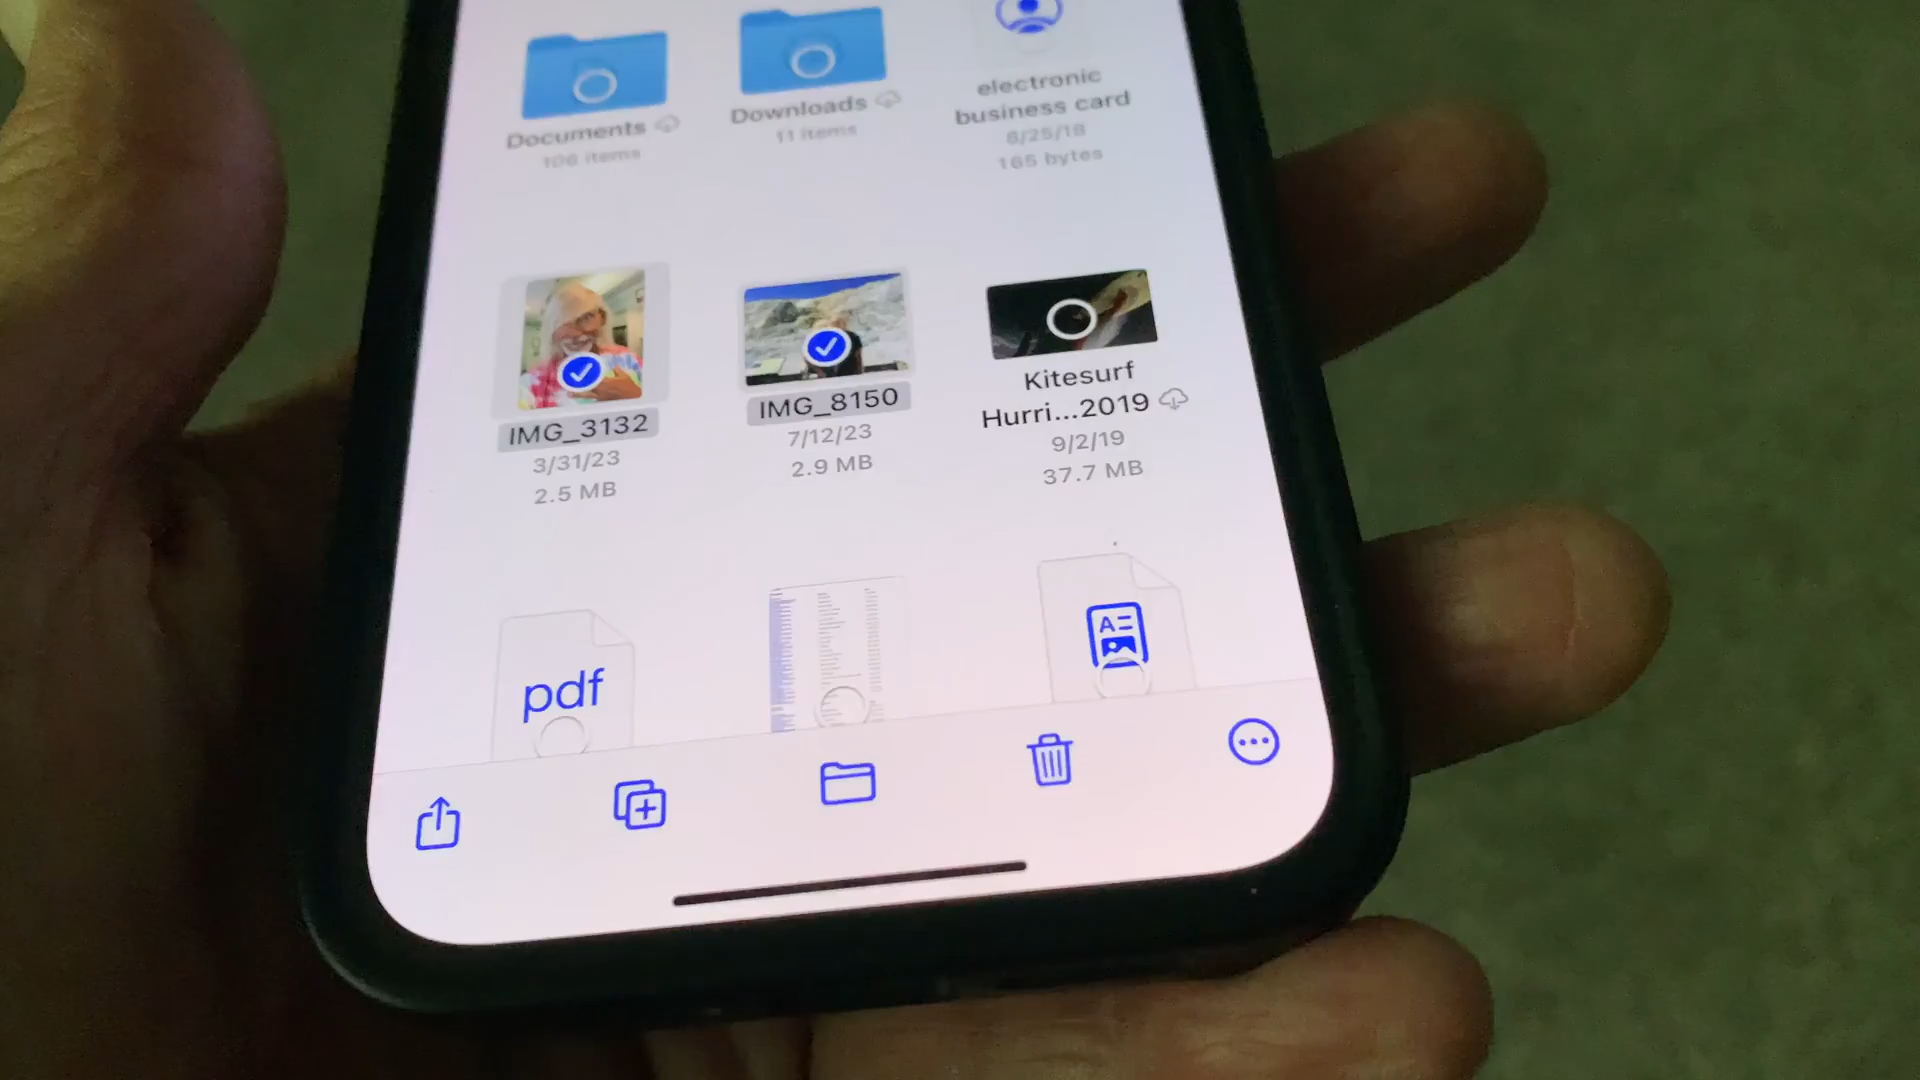 Documents
106 items
Downloads
11 items
electronic
business card
8/25/18
165 bytes
IMG_3132
3/31/23
2.5 MB
IMG_8150
7/12/23
2.9 MB
Kitesurf
Hurri...2019
9/2/19
37.7 MB
pdf
A